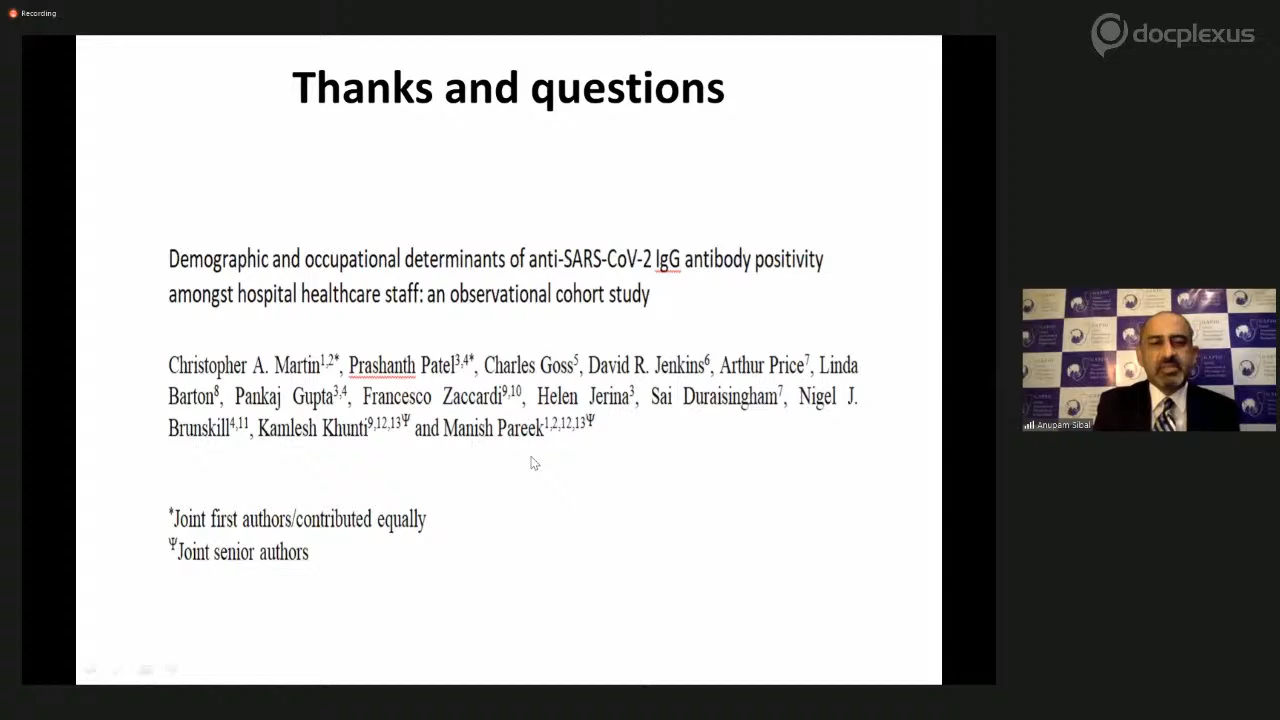 Recording
docplexus
Thanks and questions
Demographic and occupational determinants of anti-SARS-CoV-2 IgG antibody positivity
amongst hospital healthcare staff: an observational cohort study
Christopher A. Martin1,2*, Prashanth Patel3,4*, Charles Goss5, David R. Jenkins6, Arthur Price7, Linda
Barton8, Pankaj Gupta3,4, Francesco Zaccardi9,10, Helen Jerina3, Sai Duraisingham7, Nigel J.
Brunskill4,11, Kamlesh Khunti9,12,13Ψ and Manish Pareek1,2,12,13Ψ
*Joint first authors/contributed equally
ΨJoint senior authors
GAPIO
Anupam Sibal